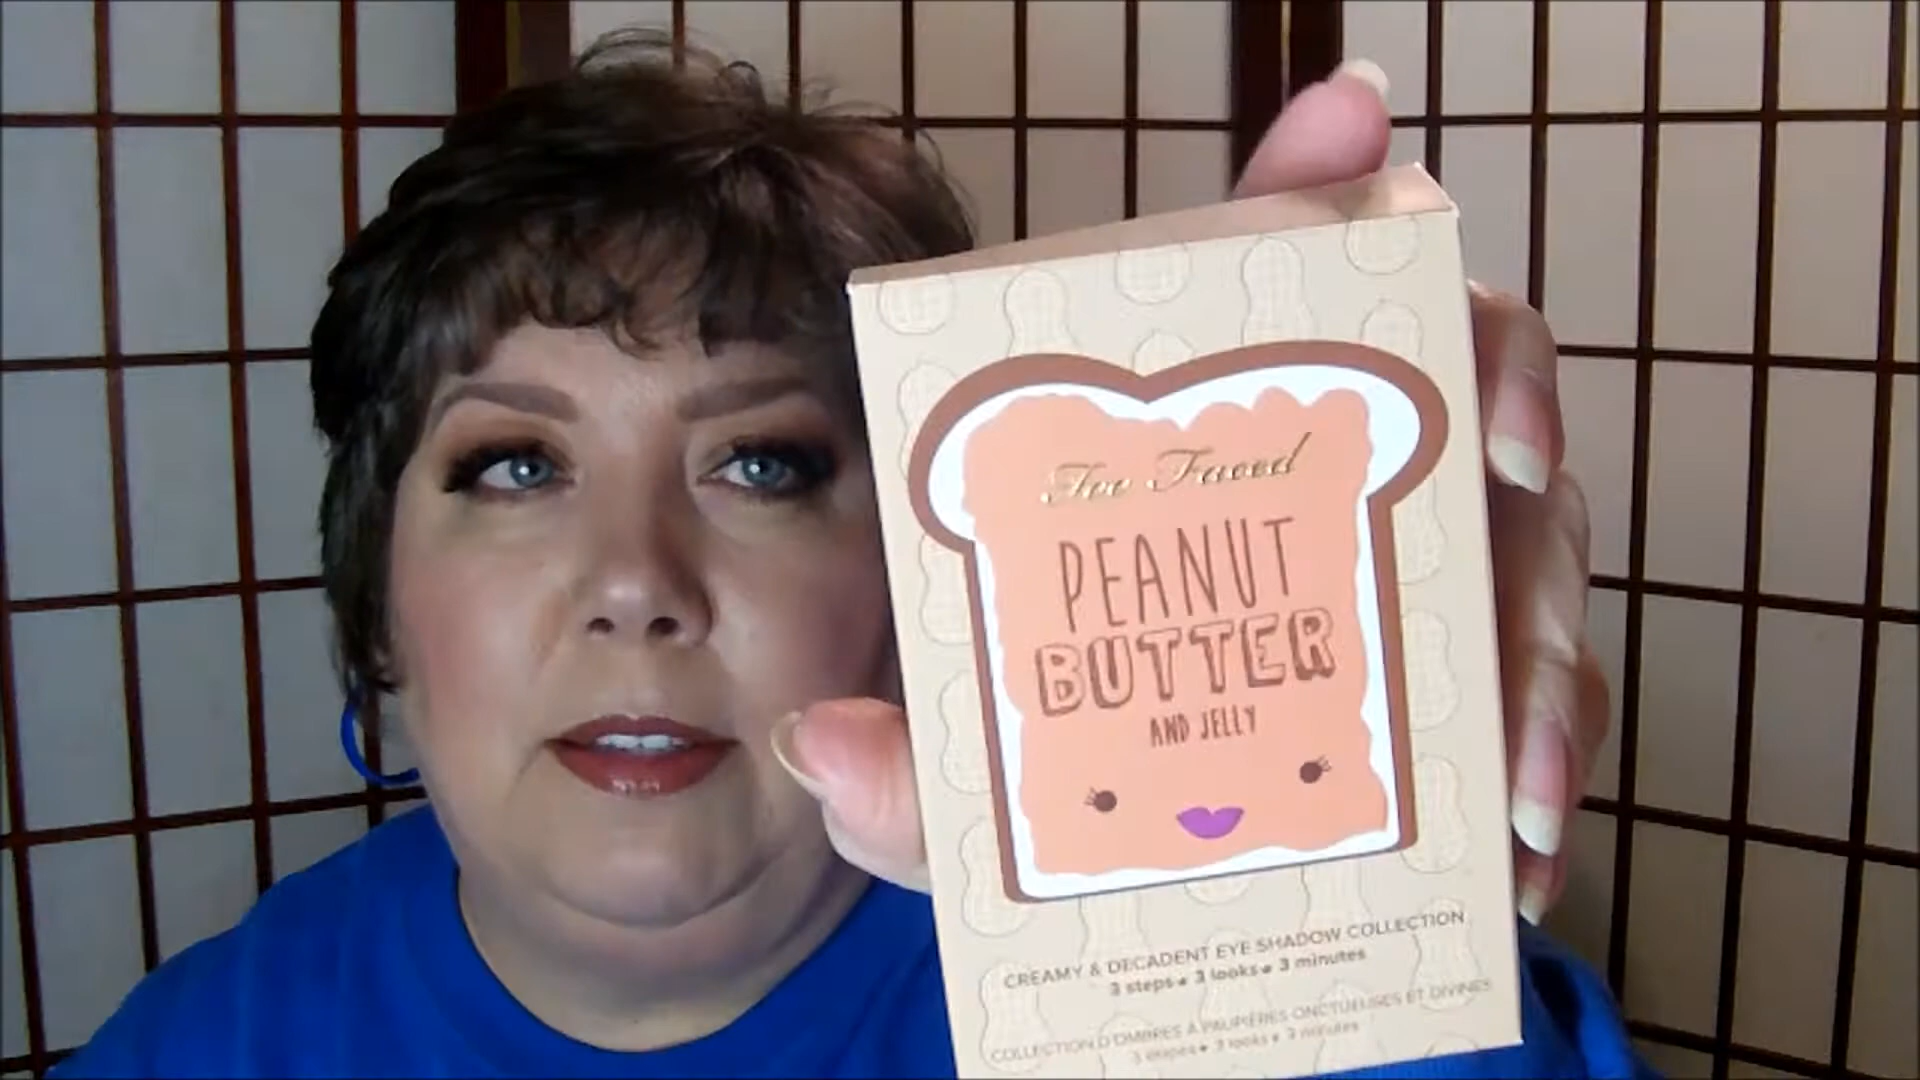 Too Faced
PEANUT
BUTTER
AND JELLY
CREAMY & DECADENT EYE SHADOW COLLECTION
3 steps • 3 looks • 3 minutes
COLLECTION D'OMBRES À PAUPIÈRES ONCTUEUSES ET DIVINES
3 étapes • 3 looks • 3 minutes